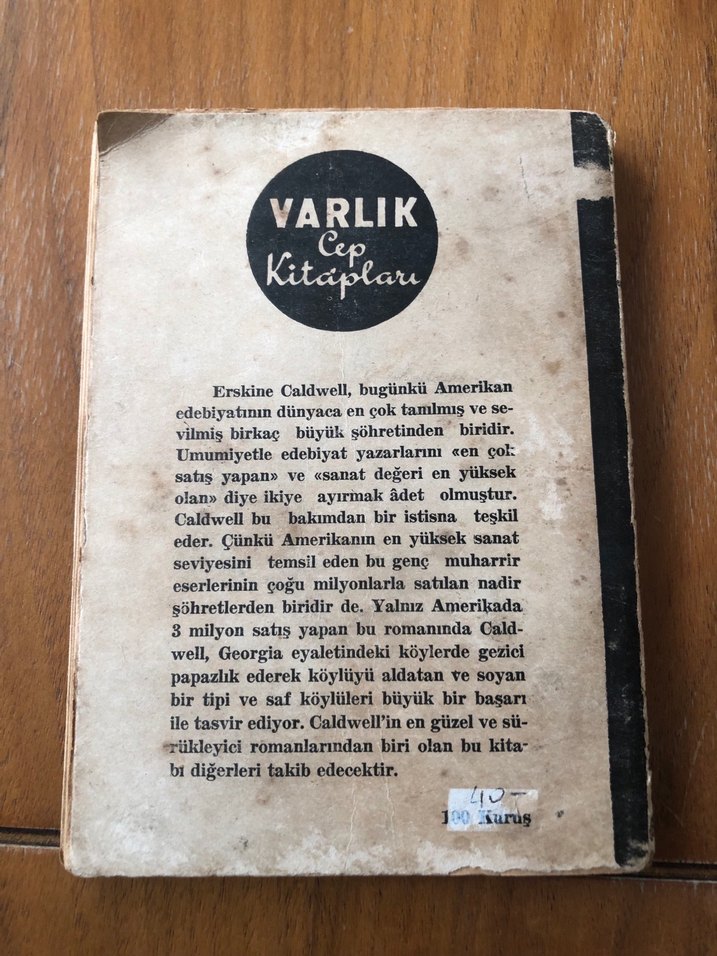 VARLIK
Cep
Kitapları
Erskine Caldwell, bugünkü Amerikan
edebiyatının dünyaca en çok tanılmış ve se-
vilmiş birkaç büyük şöhretinden biridir.
Umumiyetle edebiyat yazarlarını «en çok
satış yapan» ve «sanat değeri en yüksek
olan» diye ikiye ayırmak âdet olmuştur.
Caldwell bu bakımdan bir istisna teşkil
eder. Çünkü Amerikanın en yüksek sanat
seviyesini temsil eden bu genç muharrir
eserlerinin çoğu milyonlarla satılan nadir
şöhretlerden biridir de. Yalnız Amerikada
3 milyon satış yapan bu romanında Cald-
well, Georgia eyaletindeki köylerde gezici
papazlık ederek köylüyü aldatan ve soyan
bir tipi ve saf köylüleri büyük bir başarı
ile tasvir ediyor. Caldwell'in en güzel ve sü-
rükleyici romanlarından biri olan bu kita-
bı diğerleri takib edecektir.
40-
100 Kuruş